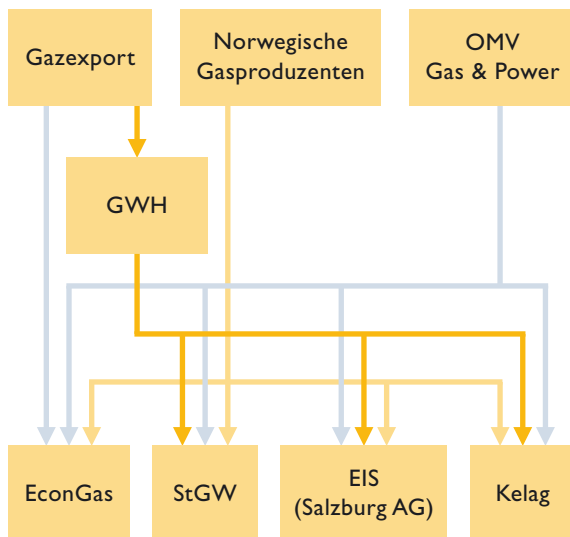 Gazexport
Norwegische
Gasproduzenten
OMV
Gas & Power
GWH
EconGas
StGW
EIS
(Salzburg AG)
Kelag